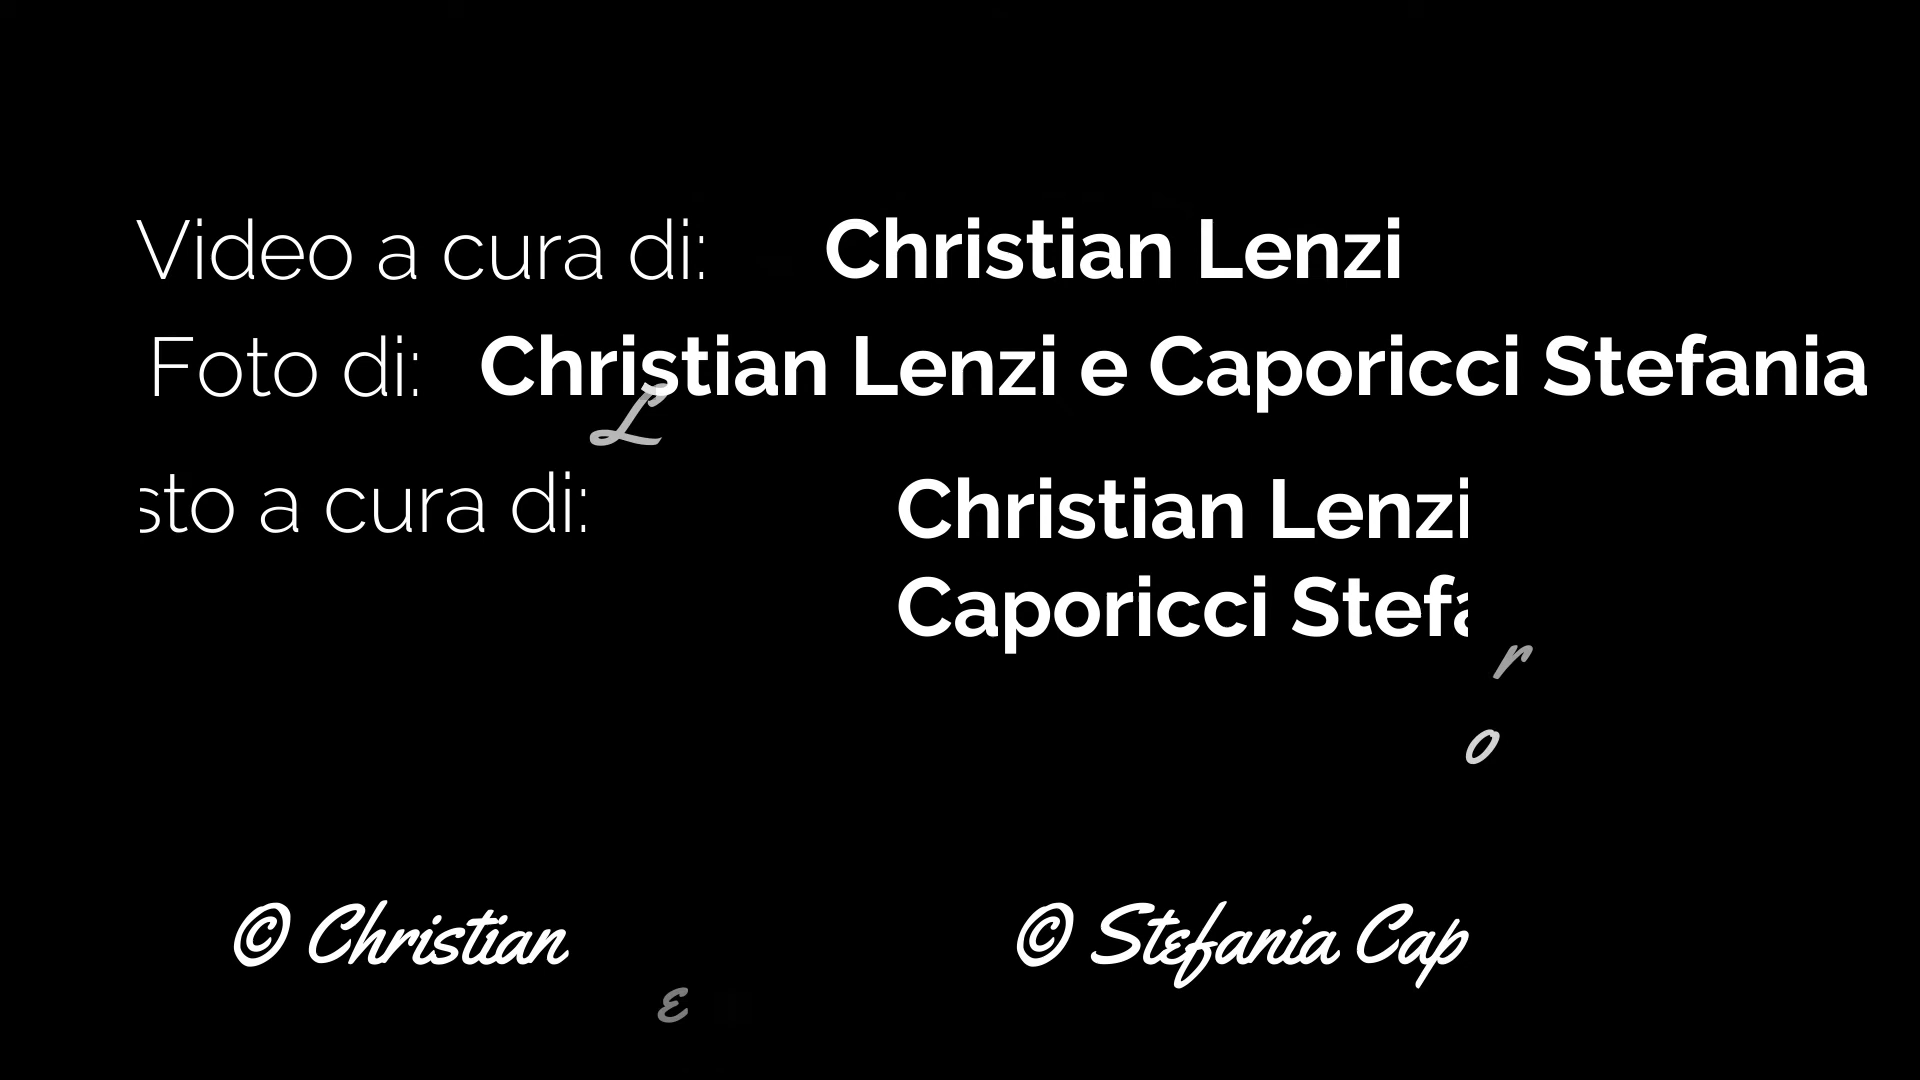 Video a cura di: Christian Lenzi
Foto di: Christian Lenzi e Caporicci Stefania
L
sto a cura di: Christian Lenzi
Caporicci Stefa
r
o
© Christian
© Stefania Cap
e